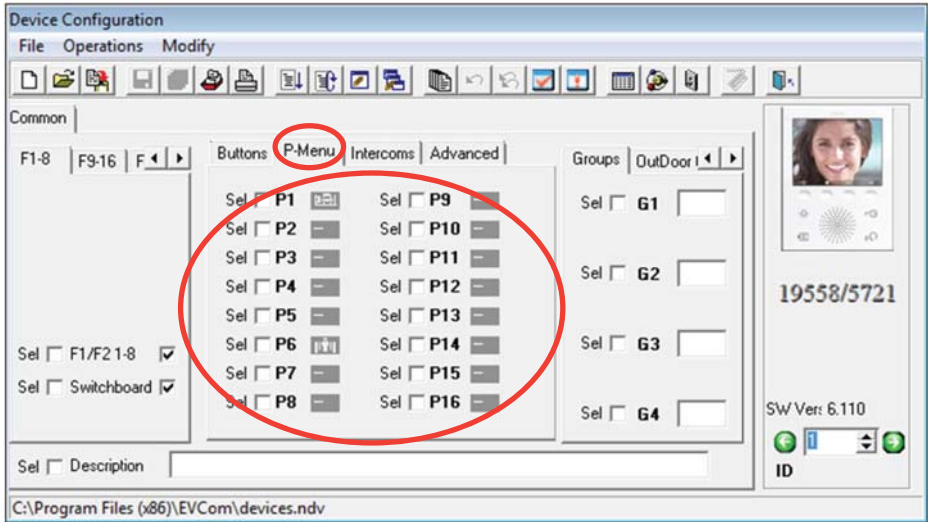 Device Configuration
File Operations Modify
Common
F1-8 F9-16 F
Buttons P-Menu Intercoms Advanced
Groups OutDoor
Sel P1 Sel P9
Sel P2 Sel P10
Sel P3 Sel P11
Sel P4 Sel P12
Sel P5 Sel P13
Sel P6 Sel P14
Sel P7 Sel P15
Sel P8 Sel P16
Sel F1/F2 1-8
Sel Switchboard
Sel G1
Sel G2
Sel G3
Sel G4
19558/5721
SW Ver: 6.110
1
ID
Sel Description
C:\Program Files (x86)\EVCom\devices.ndv